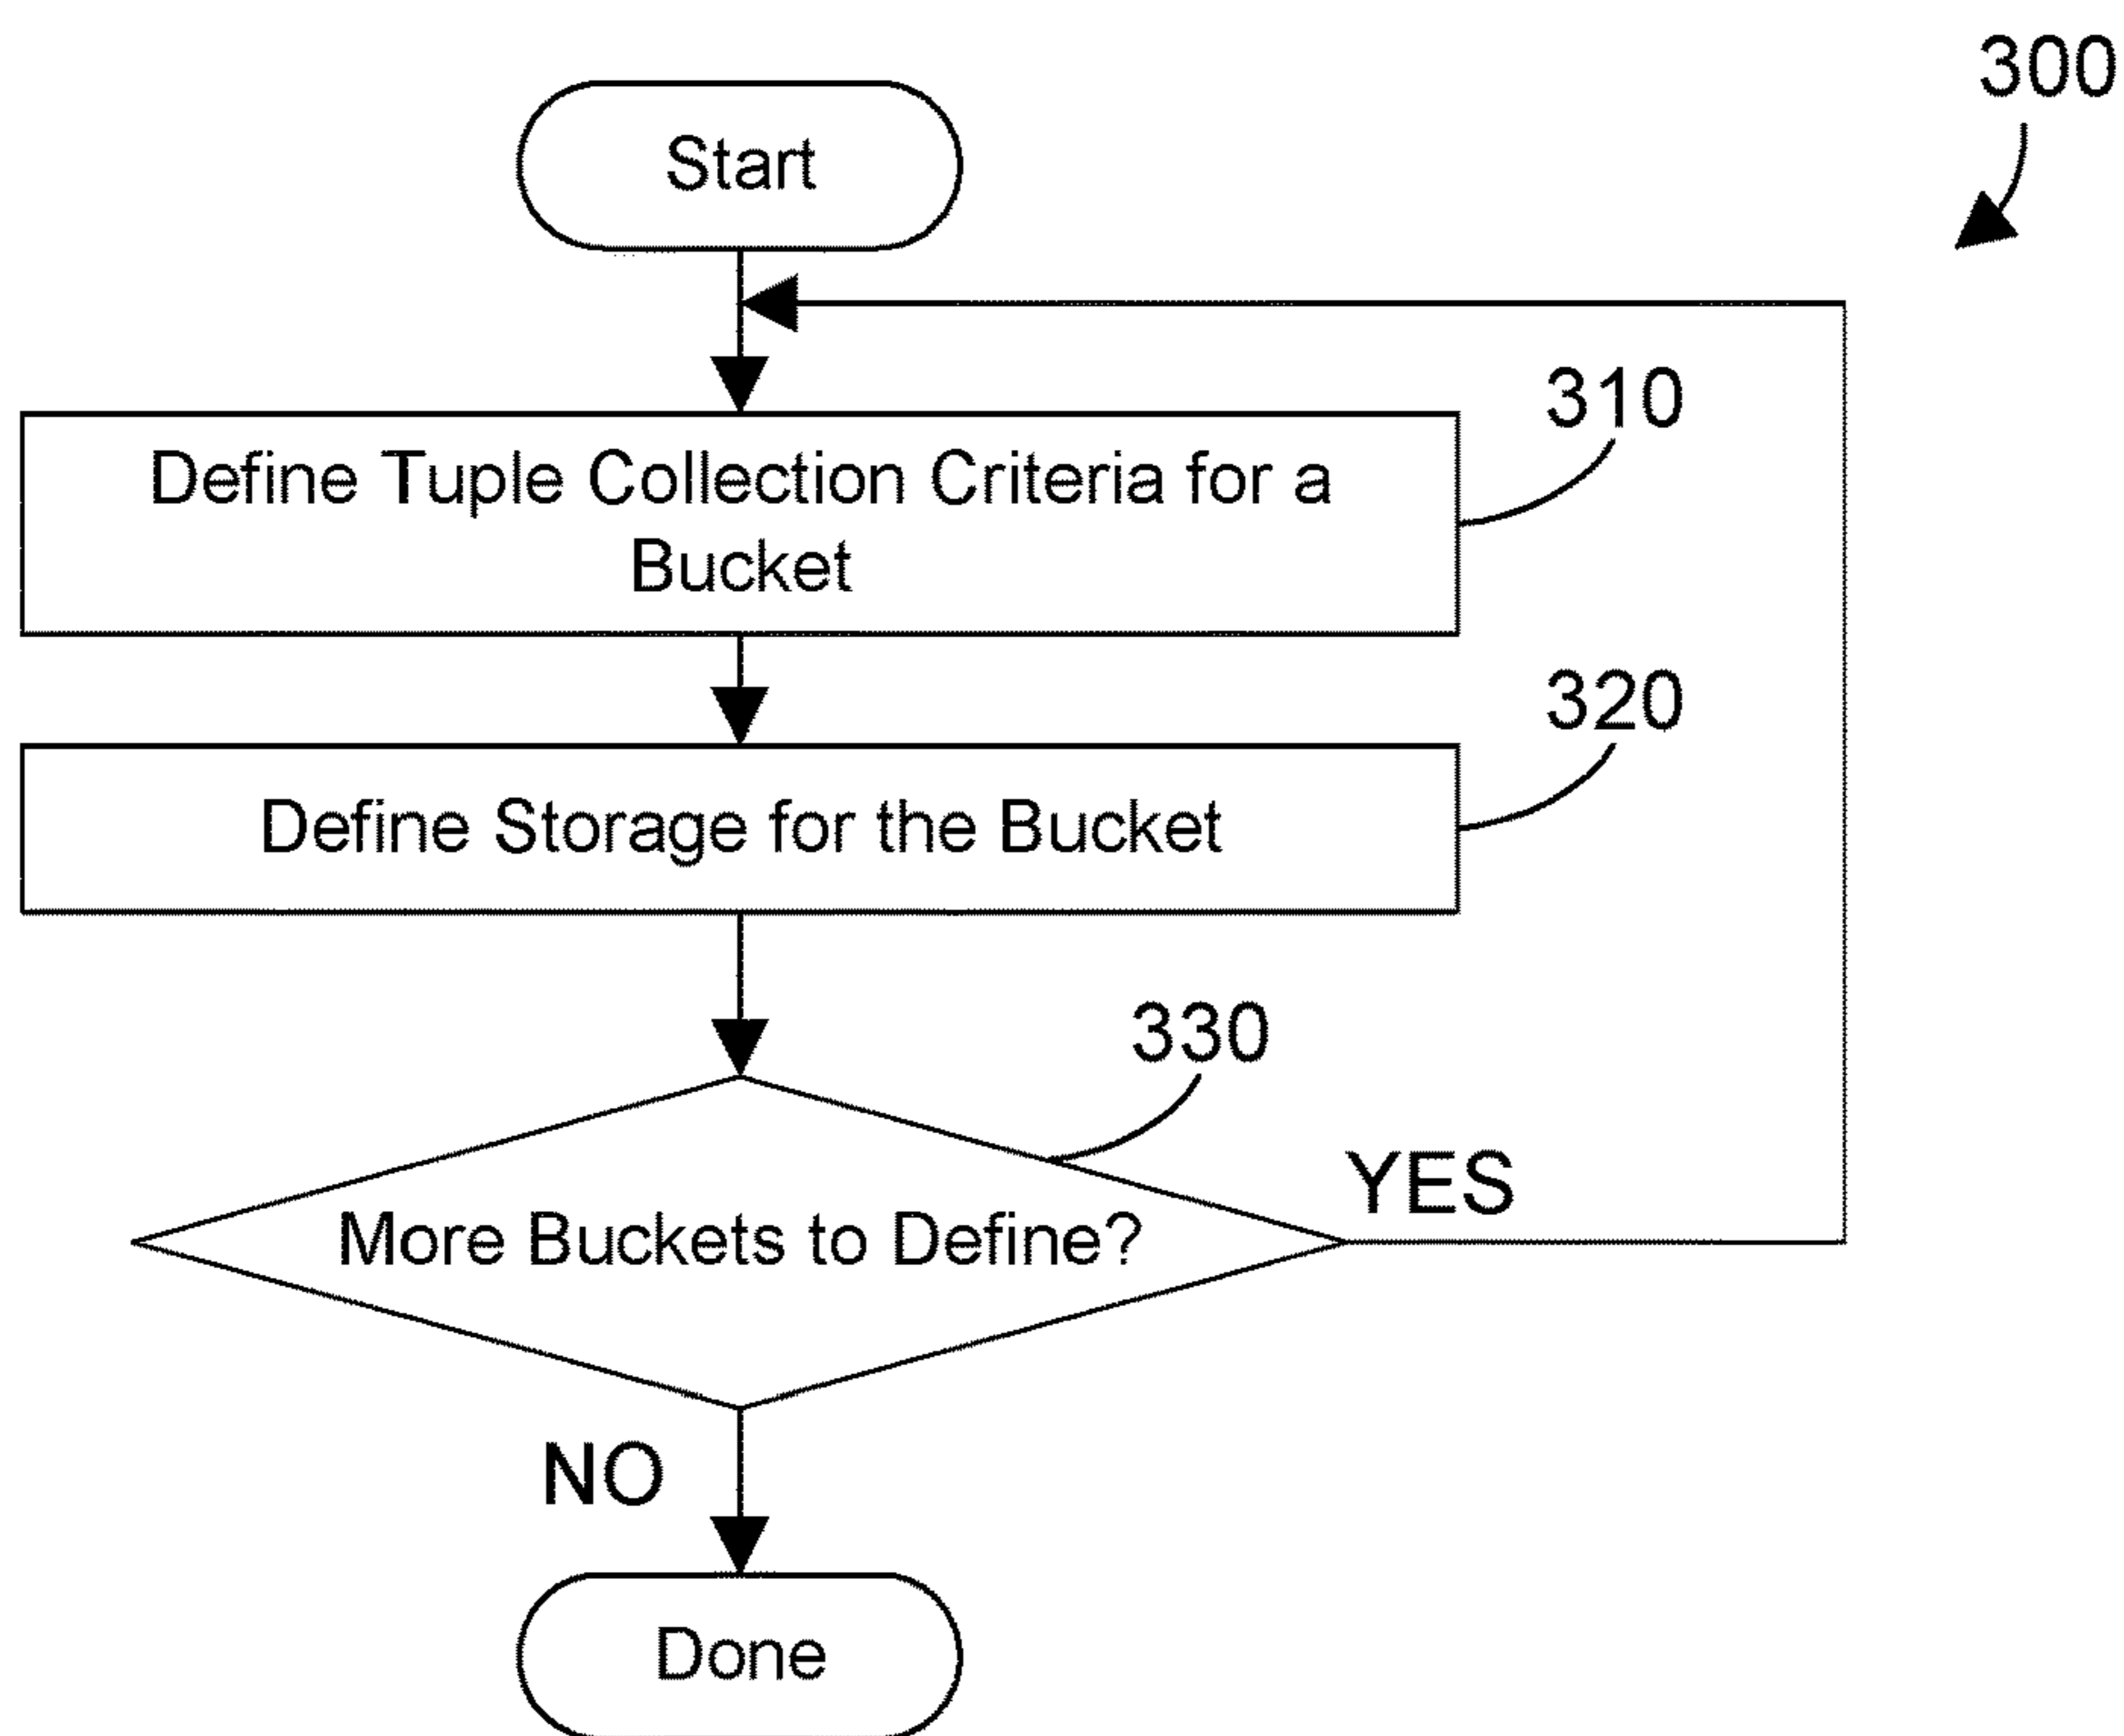 300
Start
310
Define Tuple Collection Criteria for a
Bucket
320
Define Storage for the Bucket
330
YES
More Buckets to Define?
NO
Done